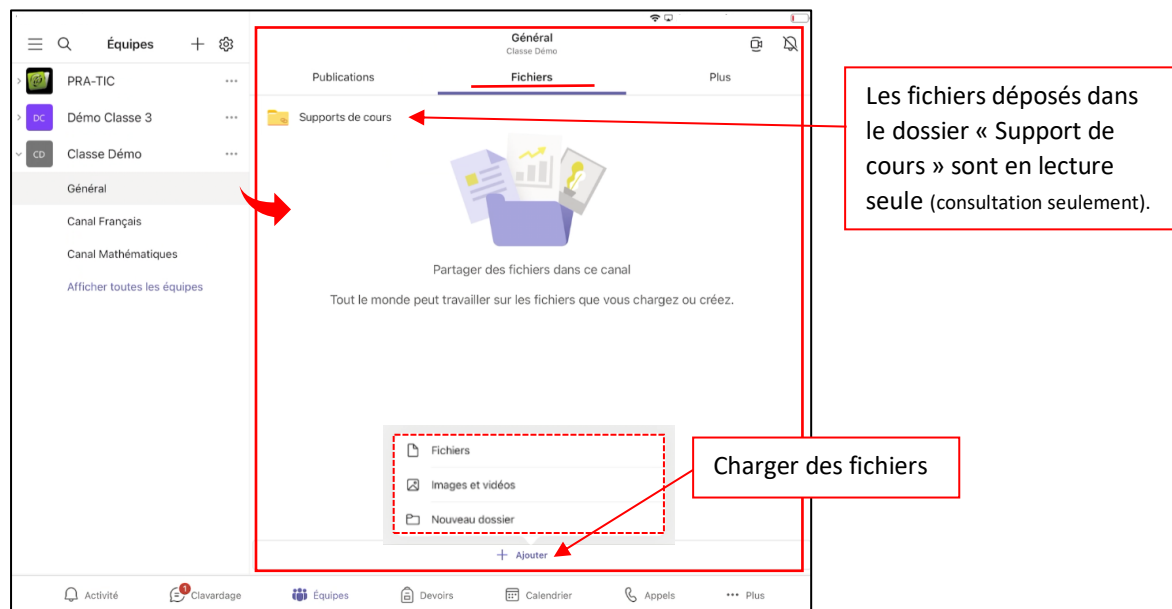 Équipes
PRA-TIC
DC
Démo Classe 3
CD
Classe Démo
Général
Canal Français
Canal Mathématiques
Afficher toutes les équipes
Général
Classe Démo
Publications
Fichiers
Plus
Supports de cours
Partager des fichiers dans ce canal
Tout le monde peut travailler sur les fichiers que vous chargez ou créez.
Fichiers
Images et vidéos
Nouveau dossier
+ Ajouter
Activité
1
Clavardage
Équipes
Devoirs
Calendrier
Appels
Plus
Les fichiers déposés dans
le dossier « Support de
cours » sont en lecture
seule (consultation seulement).
Charger des fichiers